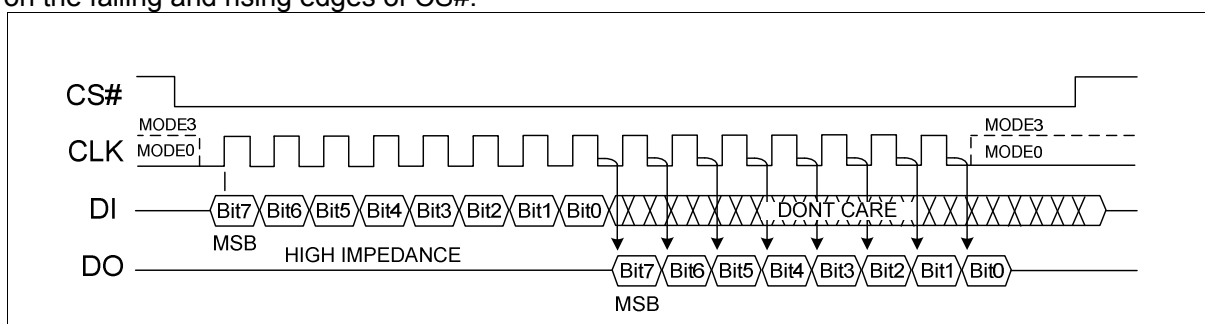 on the falling and rising edges of CS#.
CS#
MODE3
MODE3
CLK
MODE0
MODE0
DI
Bit7 Bit6 Bit5 Bit4 Bit3 Bit2 Bit1 Bit0
DONT CARE
MSB
HIGH IMPEDANCE
DO
Bit7 Bit6 Bit5 Bit4 Bit3 Bit2 Bit1 Bit0
MSB